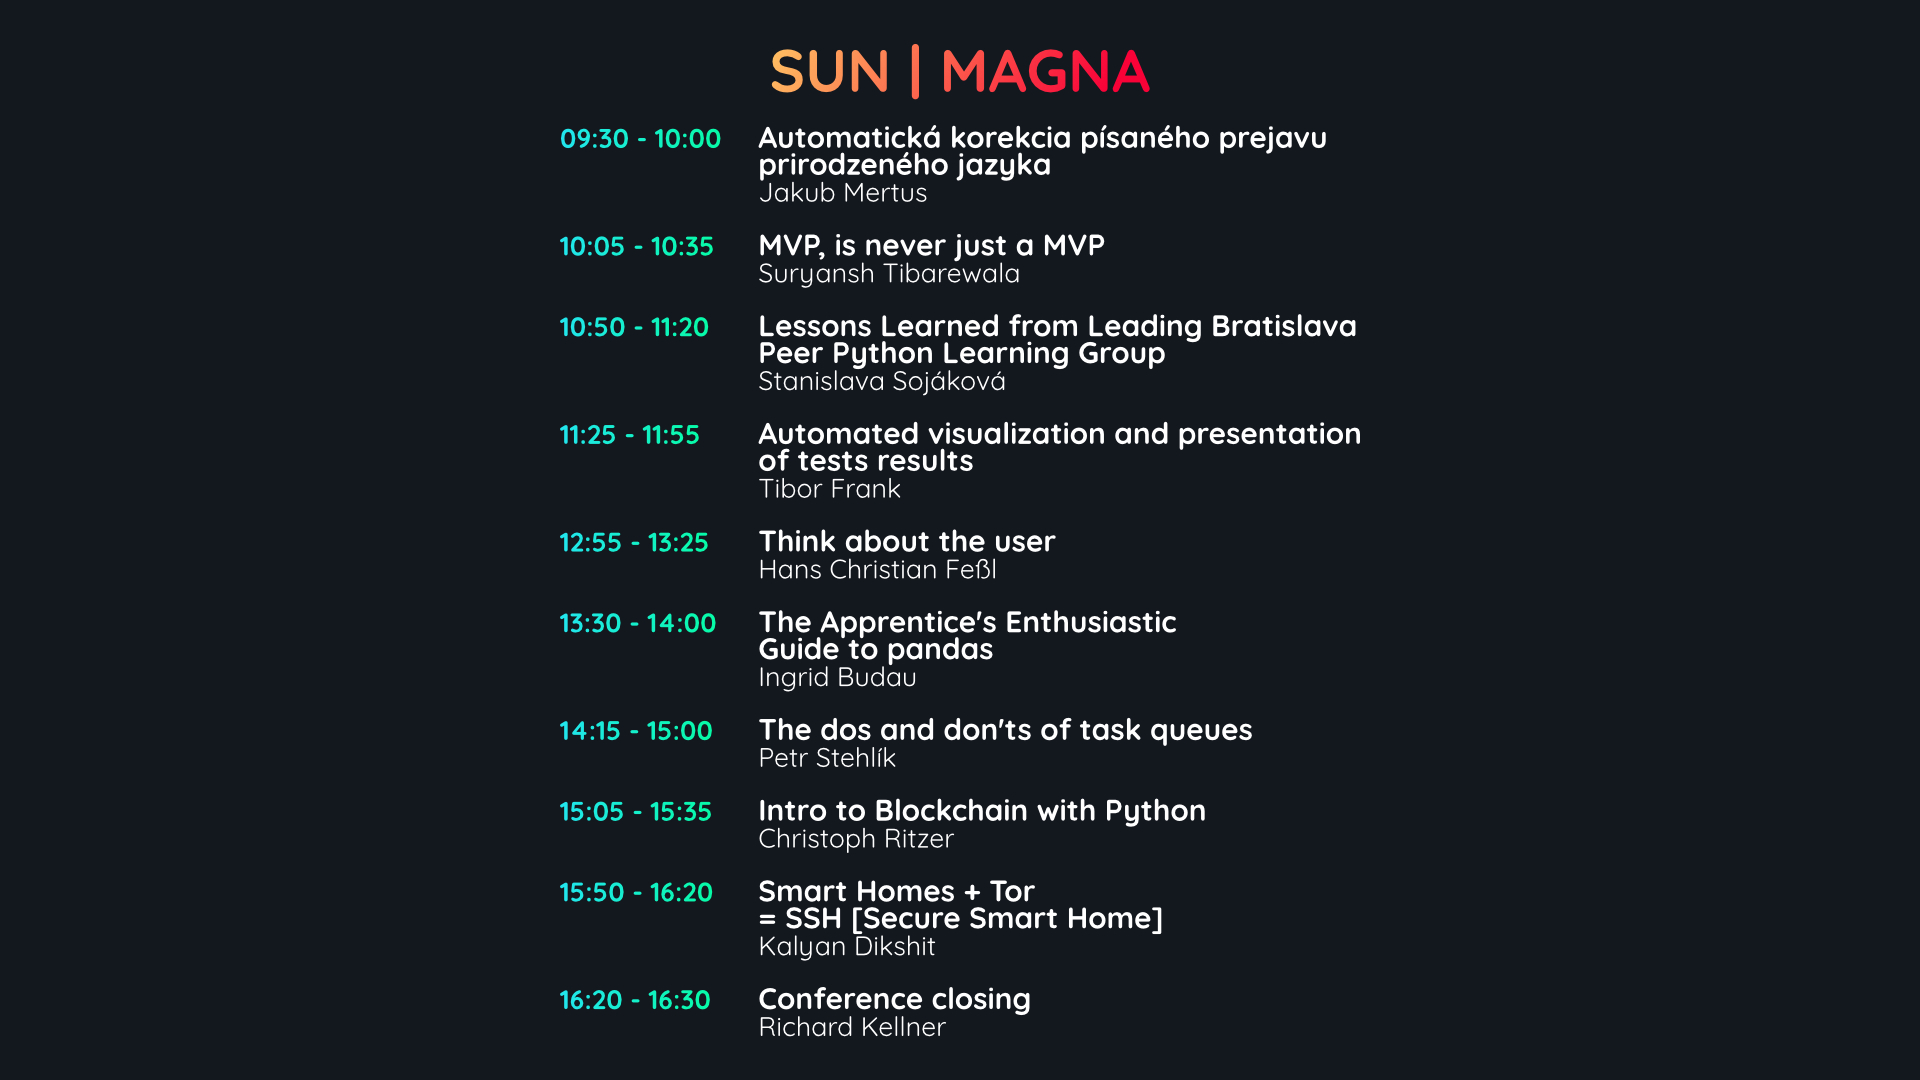 SUN | MAGNA
09:30 - 10:00
Automatická korekcia písaného prejavu
prirodzeného jazyka
Jakub Mertus
10:05 - 10:35
MVP, is never just a MVP
Suryansh Tibarewala
10:50 - 11:20
Lessons Learned from Leading Bratislava
Peer Python Learning Group
Stanislava Sojáková
11:25 - 11:55
Automated visualization and presentation
of tests results
Tibor Frank
12:55 - 13:25
Think about the user
Hans Christian Feßl
13:30 - 14:00
The Apprentice's Enthusiastic
Guide to pandas
Ingrid Budau
14:15 - 15:00
The dos and don'ts of task queues
Petr Stehlík
15:05 - 15:35
Intro to Blockchain with Python
Christoph Ritzer
15:50 - 16:20
Smart Homes + Tor
= SSH [Secure Smart Home]
Kalyan Dikshit
16:20 - 16:30
Conference closing
Richard Kellner